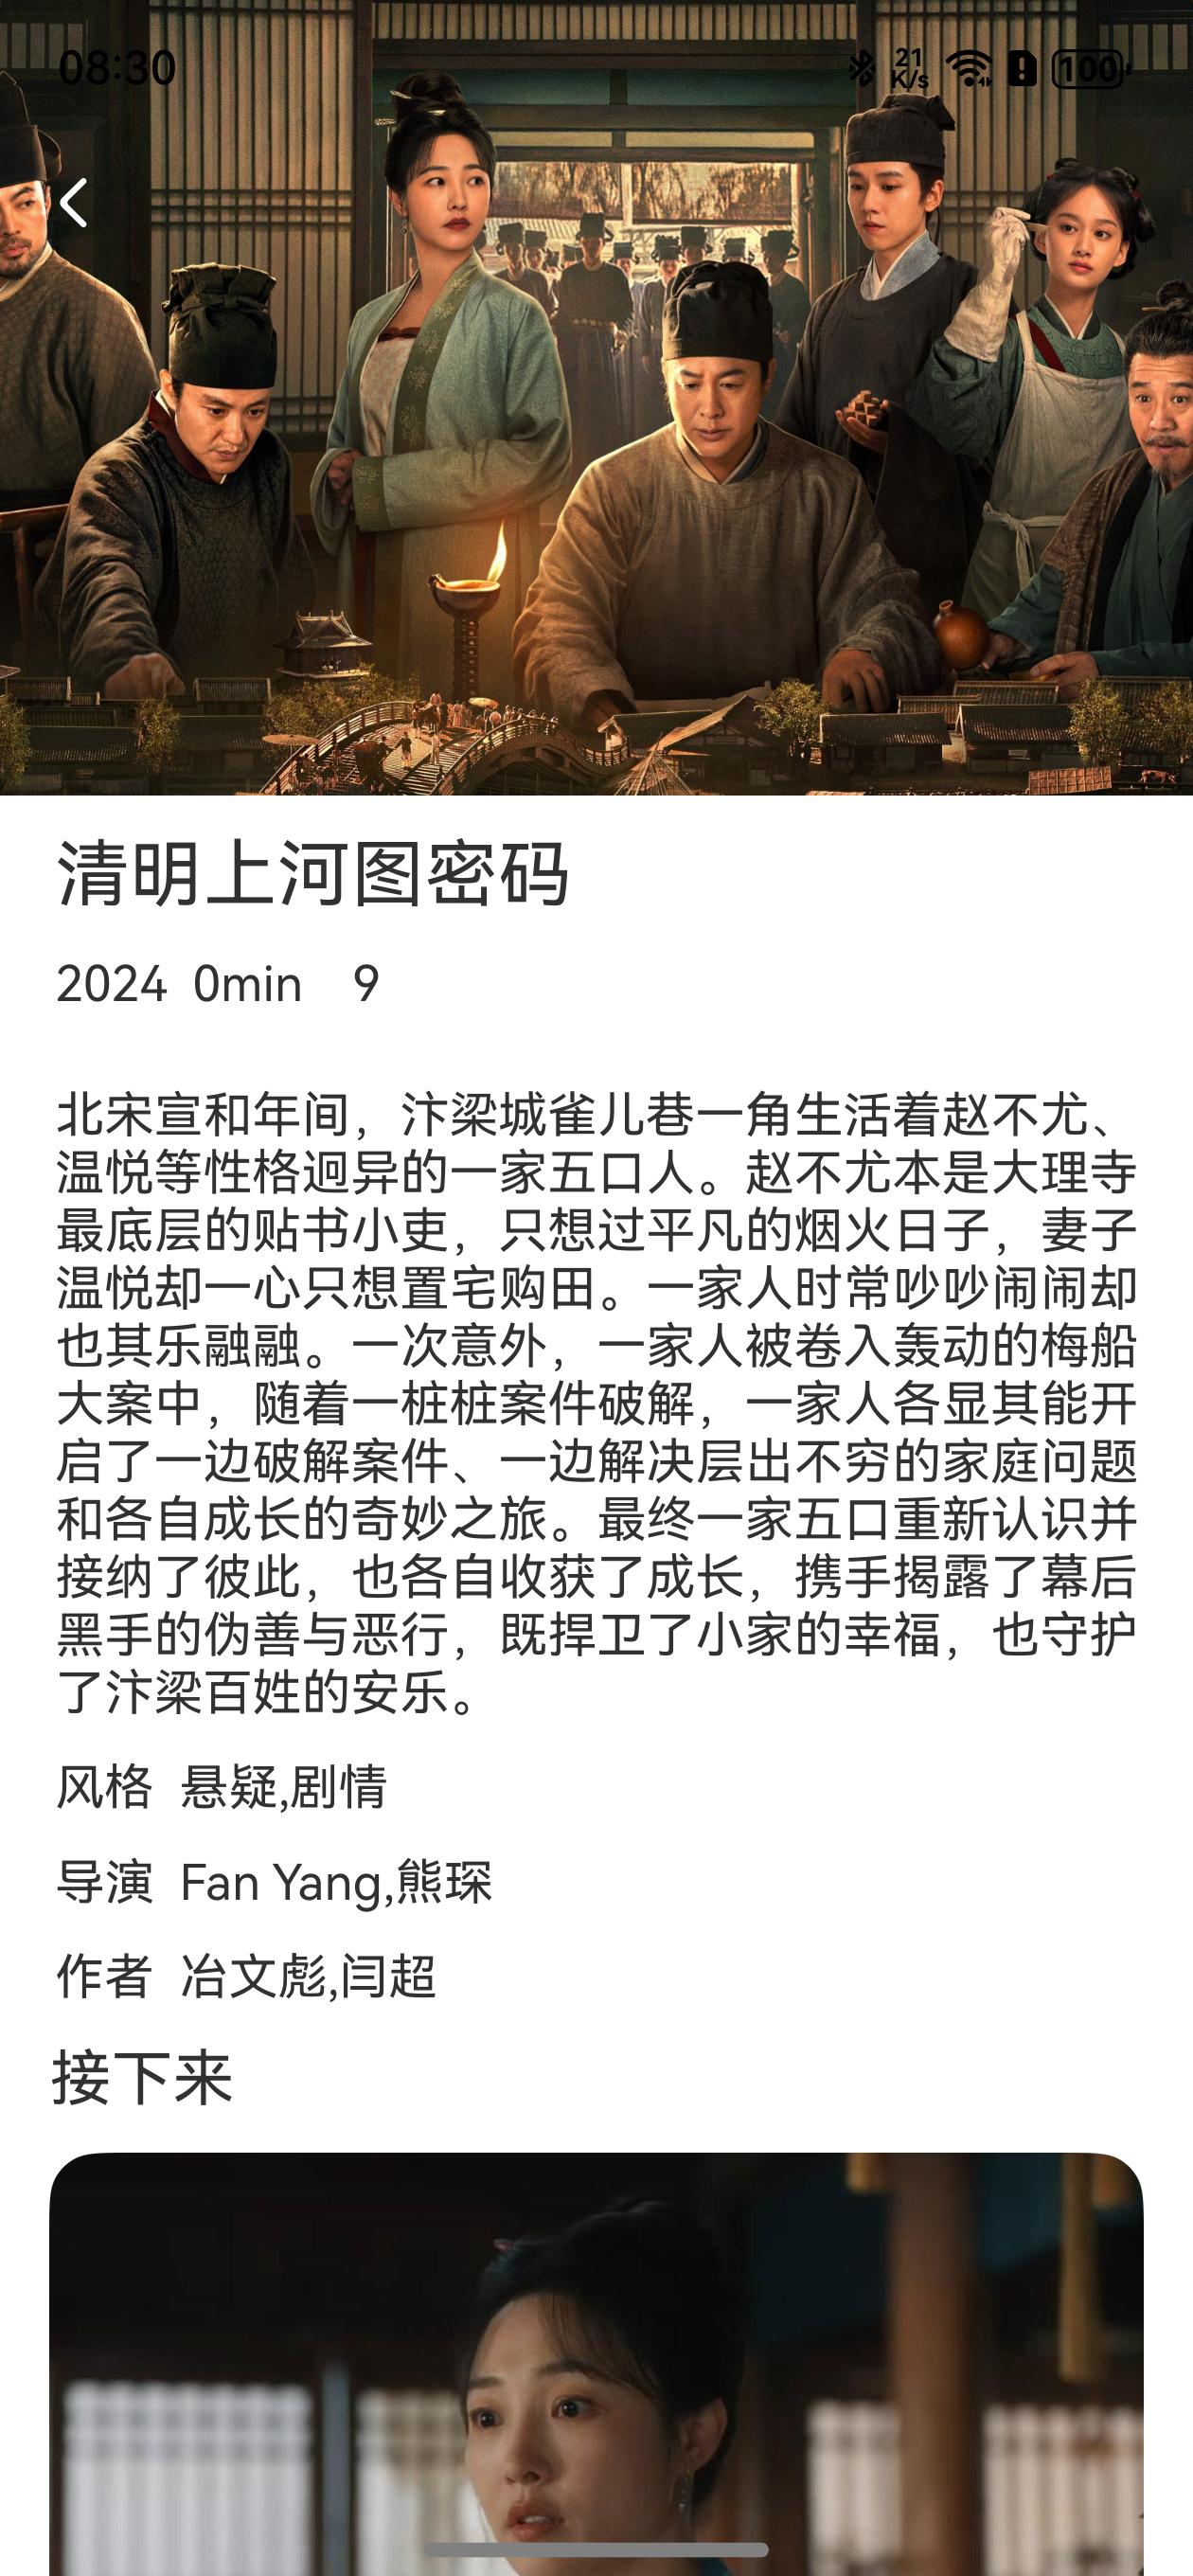 08:30
21
K/s
100
清明上河图密码
2024 0min 9
北宋宣和年间，汴梁城雀儿巷一角生活着赵不尤、
温悦等性格迥异的一家五口人。赵不尤本是大理寺
最底层的贴书小吏，只想过平凡的烟火日子，妻子
温悦却一心只想置宅购田。一家人时常吵吵闹闹却
也其乐融融。一次意外，一家人被卷入轰动的梅船
大案中，随着一桩桩案件破解，一家人各显其能开
启了一边破解案件、一边解决层出不穷的家庭问题
和各自成长的奇妙之旅。最终一家五口重新认识并
接纳了彼此，也各自收获了成长，携手揭露了幕后
黑手的伪善与恶行，既捍卫了小家的幸福，也守护
了汴梁百姓的安乐。
风格 悬疑,剧情
导演 Fan Yang,熊琛
作者 冶文彪,闫超
接下来